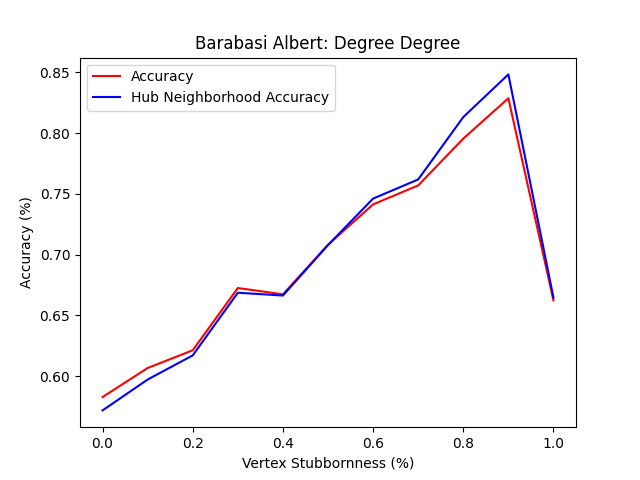 Barabasi Albert: Degree Degree
Accuracy
Hub Neighborhood Accuracy
Accuracy (%)
0.85
0.80
0.75
0.70
0.65
0.60
0.0 0.2 0.4 0.6 0.8 1.0
Vertex Stubbornness (%)